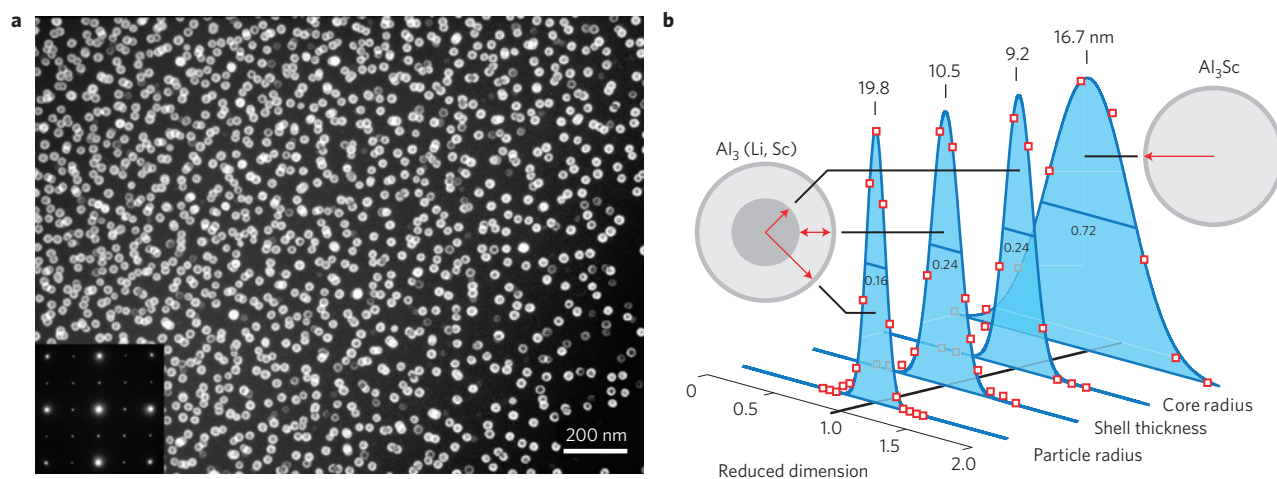 a
200 nm
b
16.7 nm
9.2
10.5
19.8
Al₃Sc
Al₃ (Li, Sc)
0.72
0.24
0.24
0.16
0
0.5
1.0
1.5
2.0
Core radius
Shell thickness
Particle radius
Reduced dimension